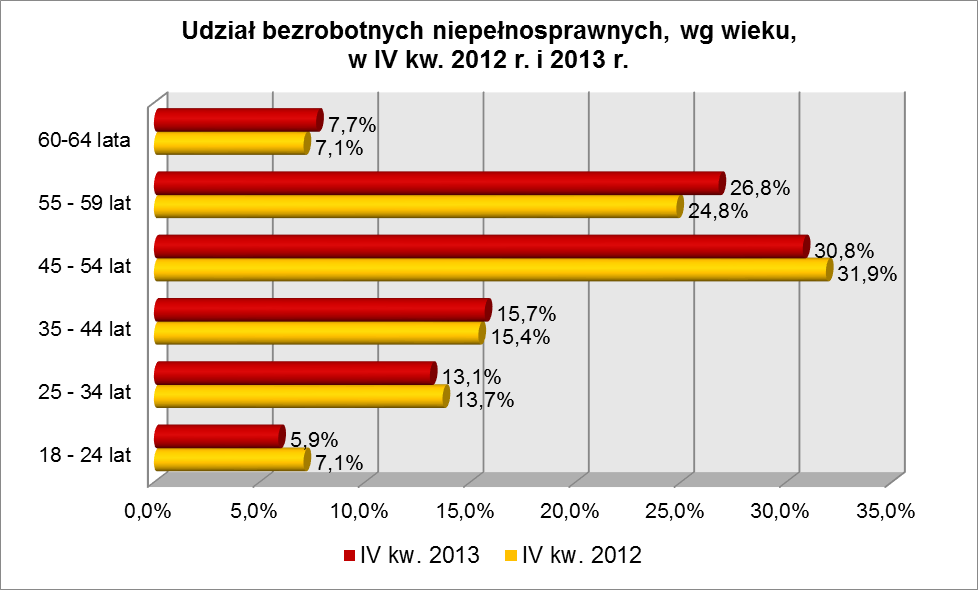 Udział bezrobotnych niepełnosprawnych, wg wieku,
w IV kw. 2012 r. i 2013 r.
60-64 lata
7,7%
7,1%
55 - 59 lat
26,8%
24,8%
45 - 54 lat
30,8%
31,9%
35 - 44 lat
15,7%
15,4%
25 - 34 lat
13,1%
13,7%
18 - 24 lat
5,9%
7,1%
0,0% 5,0% 10,0% 15,0% 20,0% 25,0% 30,0% 35,0%
IV kw. 2013 IV kw. 2012